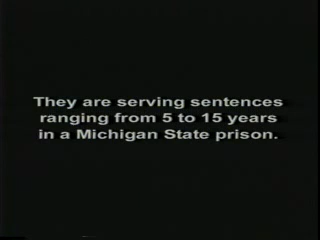 They are serving sentences
ranging from 5 to 15 years
in a Michigan State prison.